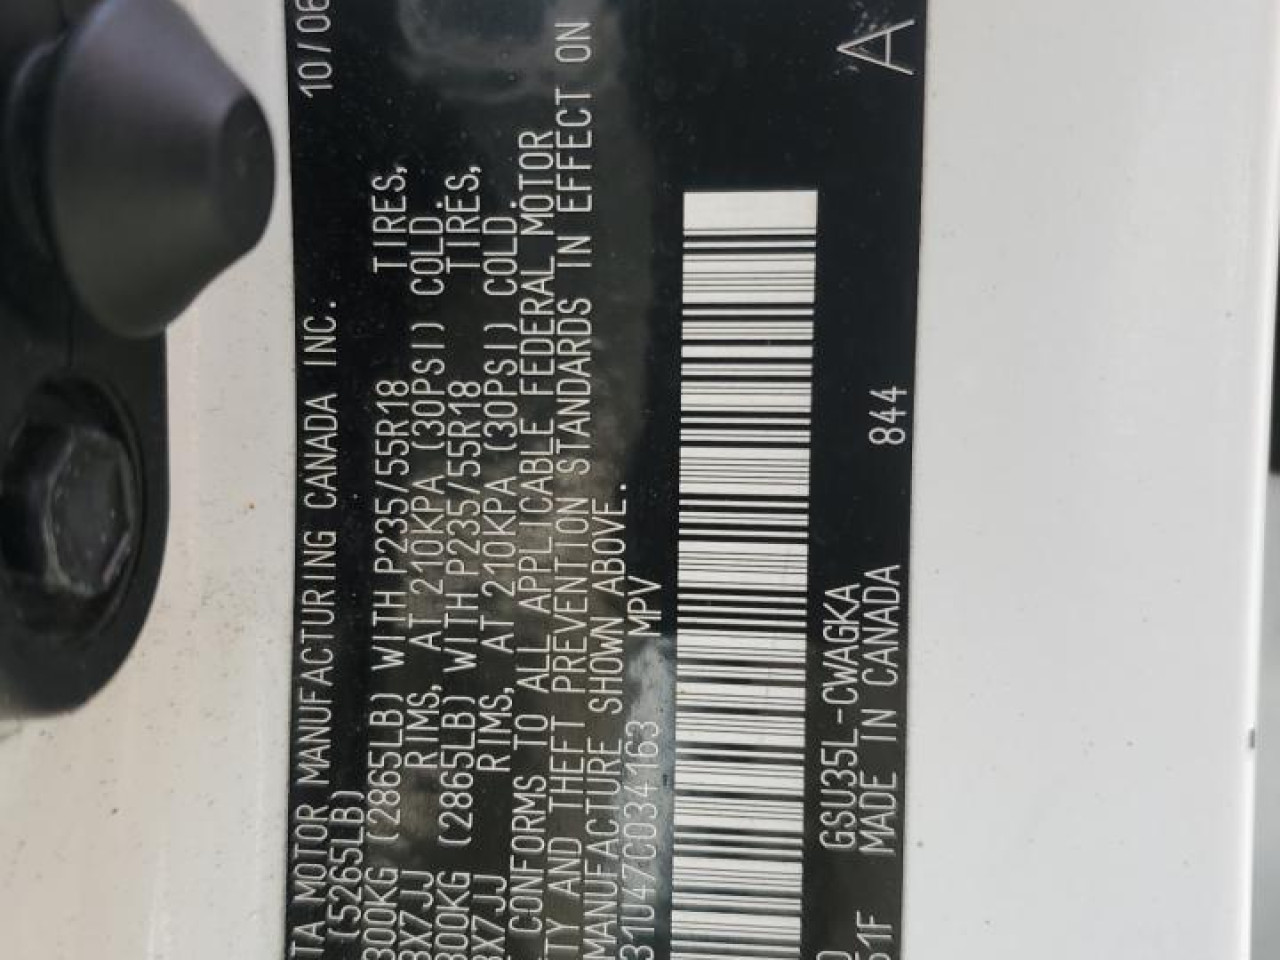 10/06
TA MOTOR MANUFACTURING CANADA INC.
(5265LB)
300KG (2865LB) WITH P235/55R18 TIRES,
8X7JJ RIMS, AT 210KPA (30PSI) COLD.
300KG (2865LB) WITH P235/55R18 TIRES,
8X7JJ RIMS, AT 210KPA (30PSI) COLD.
CONFORMS TO ALL APPLICABLE FEDERAL MOTOR
TY AND THEFT PREVENTION STANDARDS IN EFFECT ON
MANUFACTURE SHOWN ABOVE.
31U47C034163 MPV
GSU35L-CWAGKA
51F MADE IN CANADA 844 A